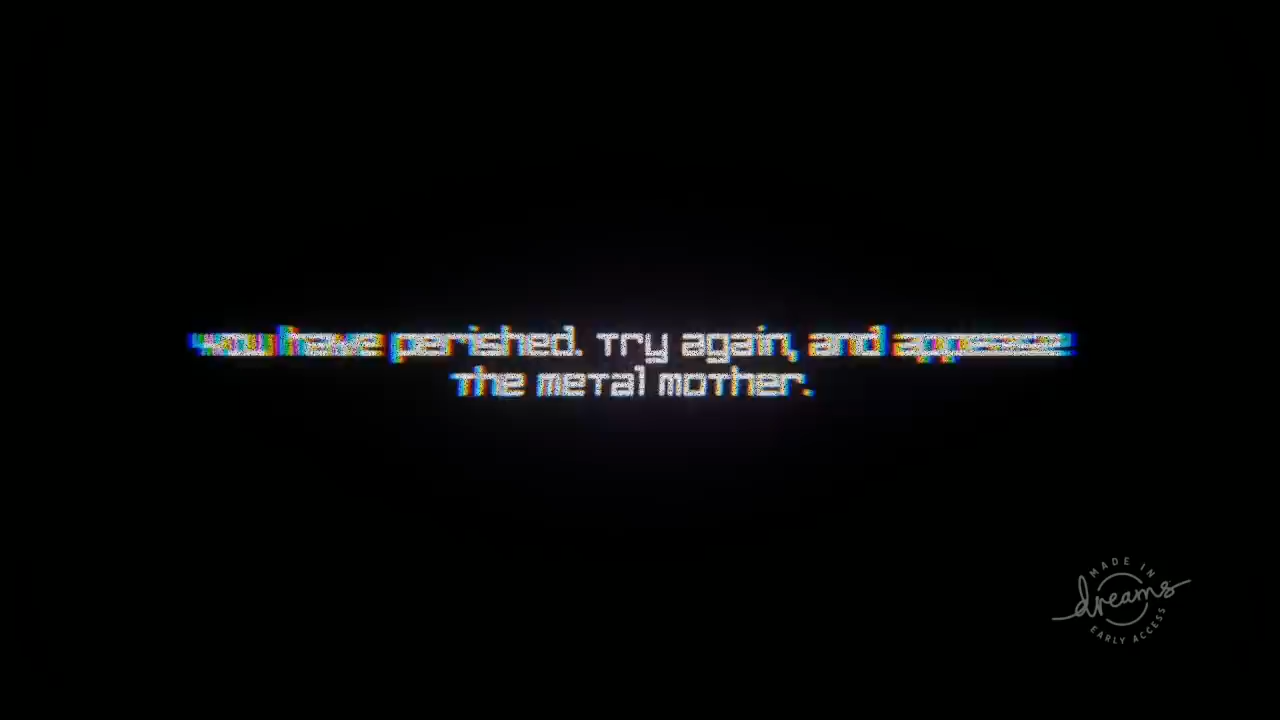 you have perished. Try again, and appease
the metal mother.
MADE IN
dreams
EARLY ACCESS